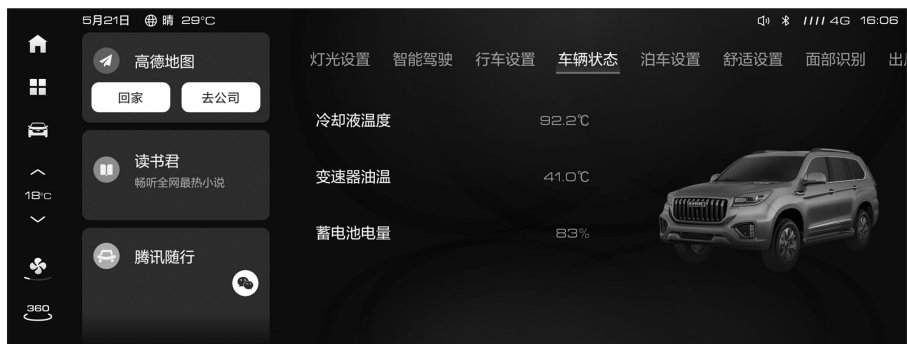 5月21日 晴 29°C
4G 16:06
高德地图
回家 去公司
读书君
畅听全网最热小说
腾讯随行
18°C
360
灯光设置 智能驾驶 行车设置 车辆状态 泊车设置 舒适设置 面部识别
冷却液温度 92.2℃
变速器油温 41.0℃
蓄电池电量 83%